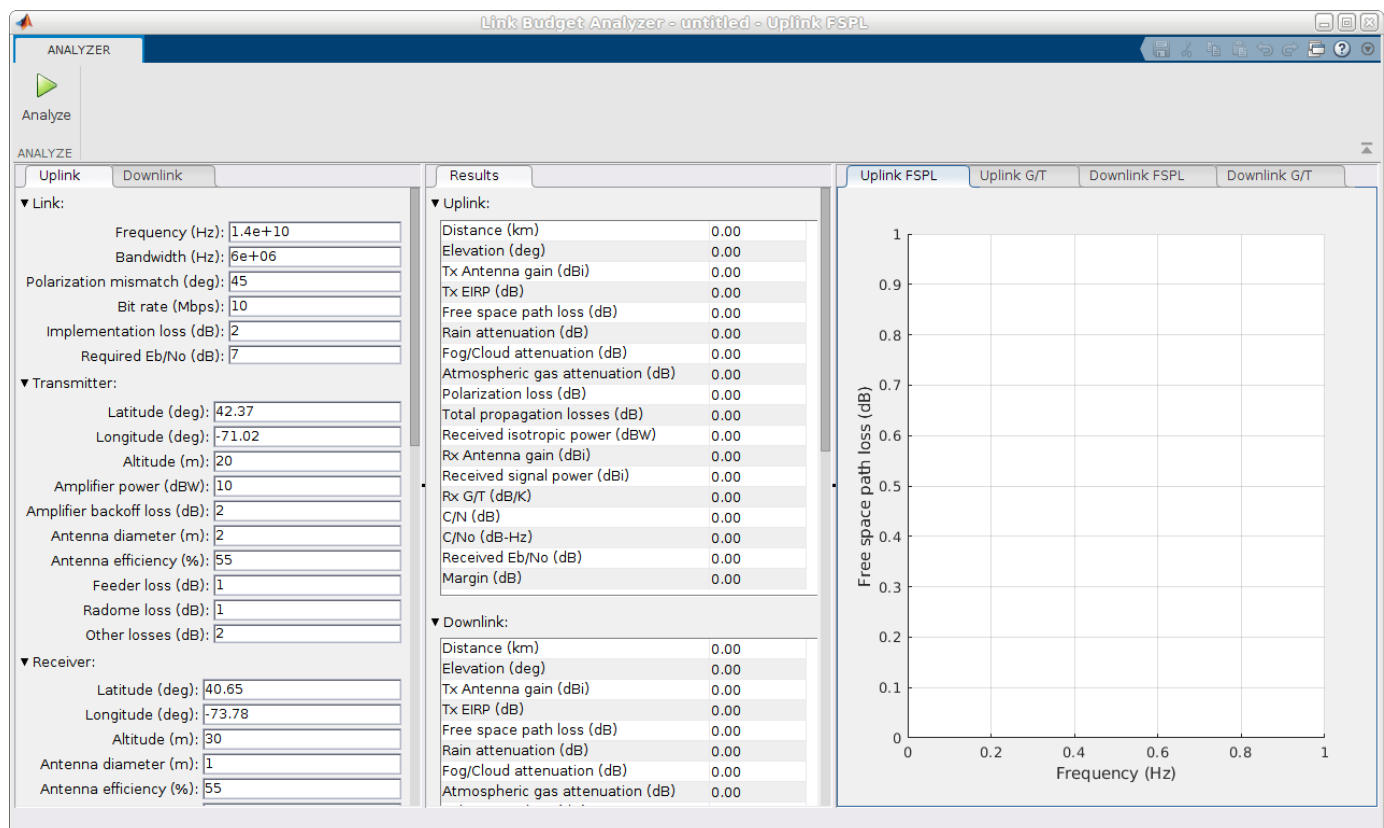 Link Budget Analyzer - untitled - Uplink FSPL
ANALYZER
Analyze
ANALYZE
Uplink Downlink
▼ Link:
Frequency (Hz): 1.4e+10
Bandwidth (Hz): 6e+06
Polarization mismatch (deg): 45
Bit rate (Mbps): 10
Implementation loss (dB): 2
Required Eb/No (dB): 7
▼ Transmitter:
Latitude (deg): 42.37
Longitude (deg): -71.02
Altitude (m): 20
Amplifier power (dBW): 10
Amplifier backoff loss (dB): 2
Antenna diameter (m): 2
Antenna efficiency (%): 55
Feeder loss (dB): 1
Radome loss (dB): 1
Other losses (dB): 2
▼ Receiver:
Latitude (deg): 40.65
Longitude (deg): -73.78
Altitude (m): 30
Antenna diameter (m): 1
Antenna efficiency (%): 55
Results
▼ Uplink:
Distance (km) 0.00
Elevation (deg) 0.00
Tx Antenna gain (dBi) 0.00
Tx EIRP (dB) 0.00
Free space path loss (dB) 0.00
Rain attenuation (dB) 0.00
Fog/Cloud attenuation (dB) 0.00
Atmospheric gas attenuation (dB) 0.00
Polarization loss (dB) 0.00
Total propagation losses (dB) 0.00
Received isotropic power (dBW) 0.00
Rx Antenna gain (dBi) 0.00
Received signal power (dBi) 0.00
Rx G/T (dB/K) 0.00
C/N (dB) 0.00
C/No (dB-Hz) 0.00
Received Eb/No (dB) 0.00
Margin (dB) 0.00
▼ Downlink:
Distance (km) 0.00
Elevation (deg) 0.00
Tx Antenna gain (dBi) 0.00
Tx EIRP (dB) 0.00
Free space path loss (dB) 0.00
Rain attenuation (dB) 0.00
Fog/Cloud attenuation (dB) 0.00
Atmospheric gas attenuation (dB) 0.00
Uplink FSPL Uplink G/T Downlink FSPL Downlink G/T
Free space path loss (dB)
1
0.9
0.8
0.7
0.6
0.5
0.4
0.3
0.2
0.1
0
0 0.2 0.4 0.6 0.8 1
Frequency (Hz)